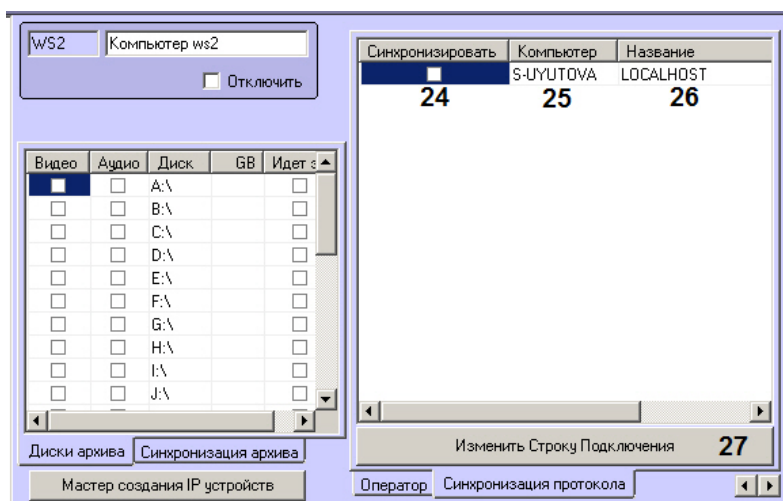 WS2 Компьютер ws2
Отключить
Видео Аудио Диск GB Идет з
A:\
B:\
C:\
D:\
E:\
F:\
G:\
H:\
I:\
J:\
Диски архива Синхронизация архива
Мастер создания IP устройств
Синхронизировать Компьютер Название
S-UYUTOVA LOCALHOST
24 25 26
Изменить Строку Подключения 27
Оператор Синхронизация протокола